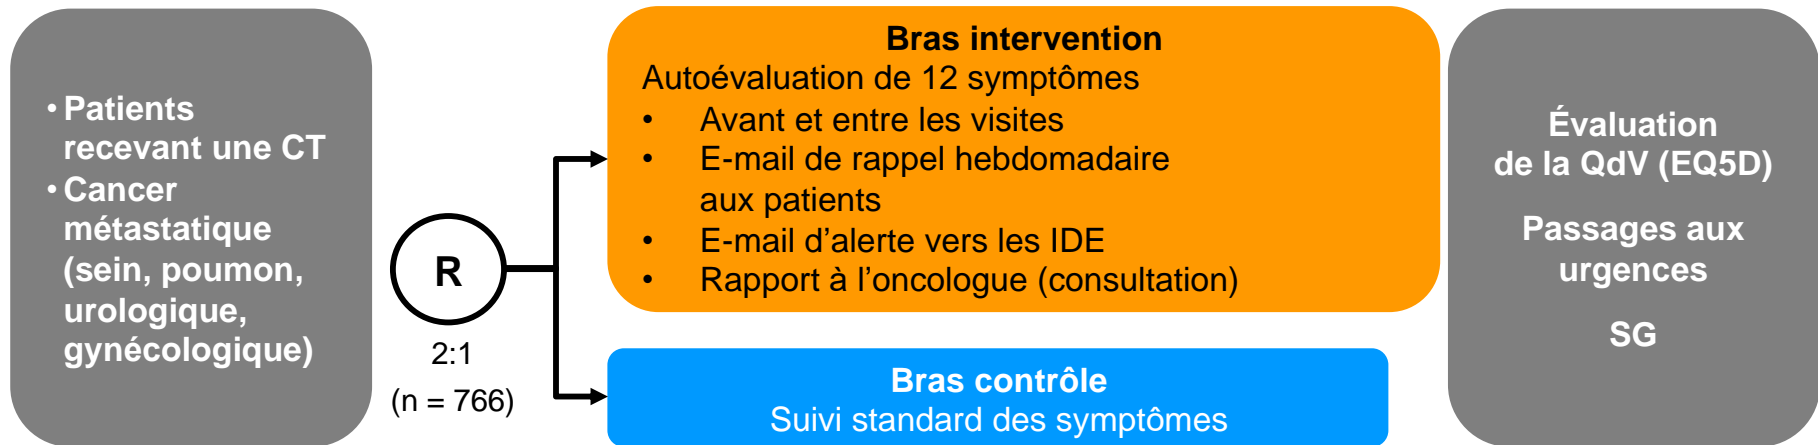 • Patients
recevant une CT
• Cancer
métastatique
(sein, poumon,
urologique,
gynécologique)
R
2:1
(n = 766)
Bras intervention
Autoévaluation de 12 symptômes
• Avant et entre les visites
• E-mail de rappel hebdomadaire
aux patients
• E-mail d’alerte vers les IDE
• Rapport à l’oncologue (consultation)
Bras contrôle
Suivi standard des symptômes
Évaluation
de la QdV (EQ5D)
Passages aux
urgences
SG